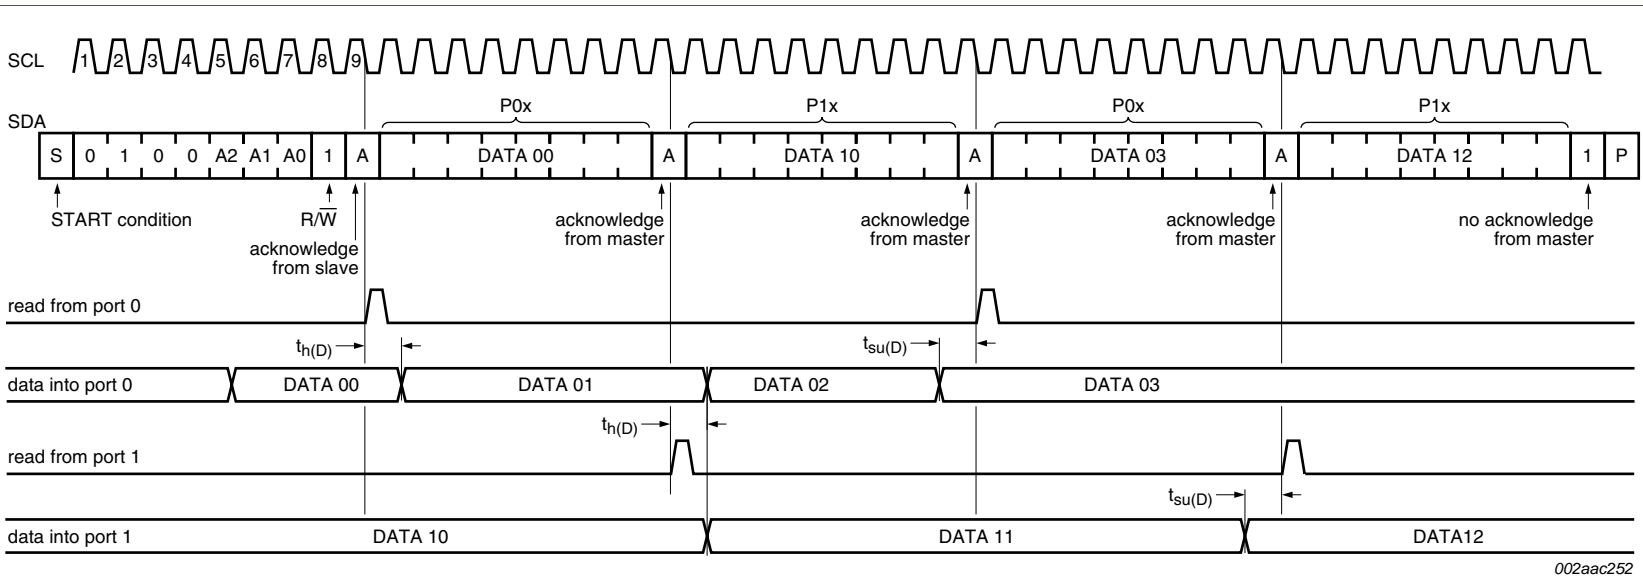 SCL 1 2 3 4 5 6 7 8 9
P0x P1x P0x P1x
SDA
S 0 1 0 0 A2 A1 A0 1 A DATA 00 A DATA 10 A DATA 03 A DATA 12 1 P
START condition R/W̅ acknowledge from master acknowledge from master acknowledge from master no acknowledge from master
acknowledge
from slave
read from port 0
th(D) tsu(D)
data into port 0 DATA 00 DATA 01 DATA 02 DATA 03
th(D)
read from port 1
tsu(D)
data into port 1 DATA 10 DATA 11 DATA12
002aac252